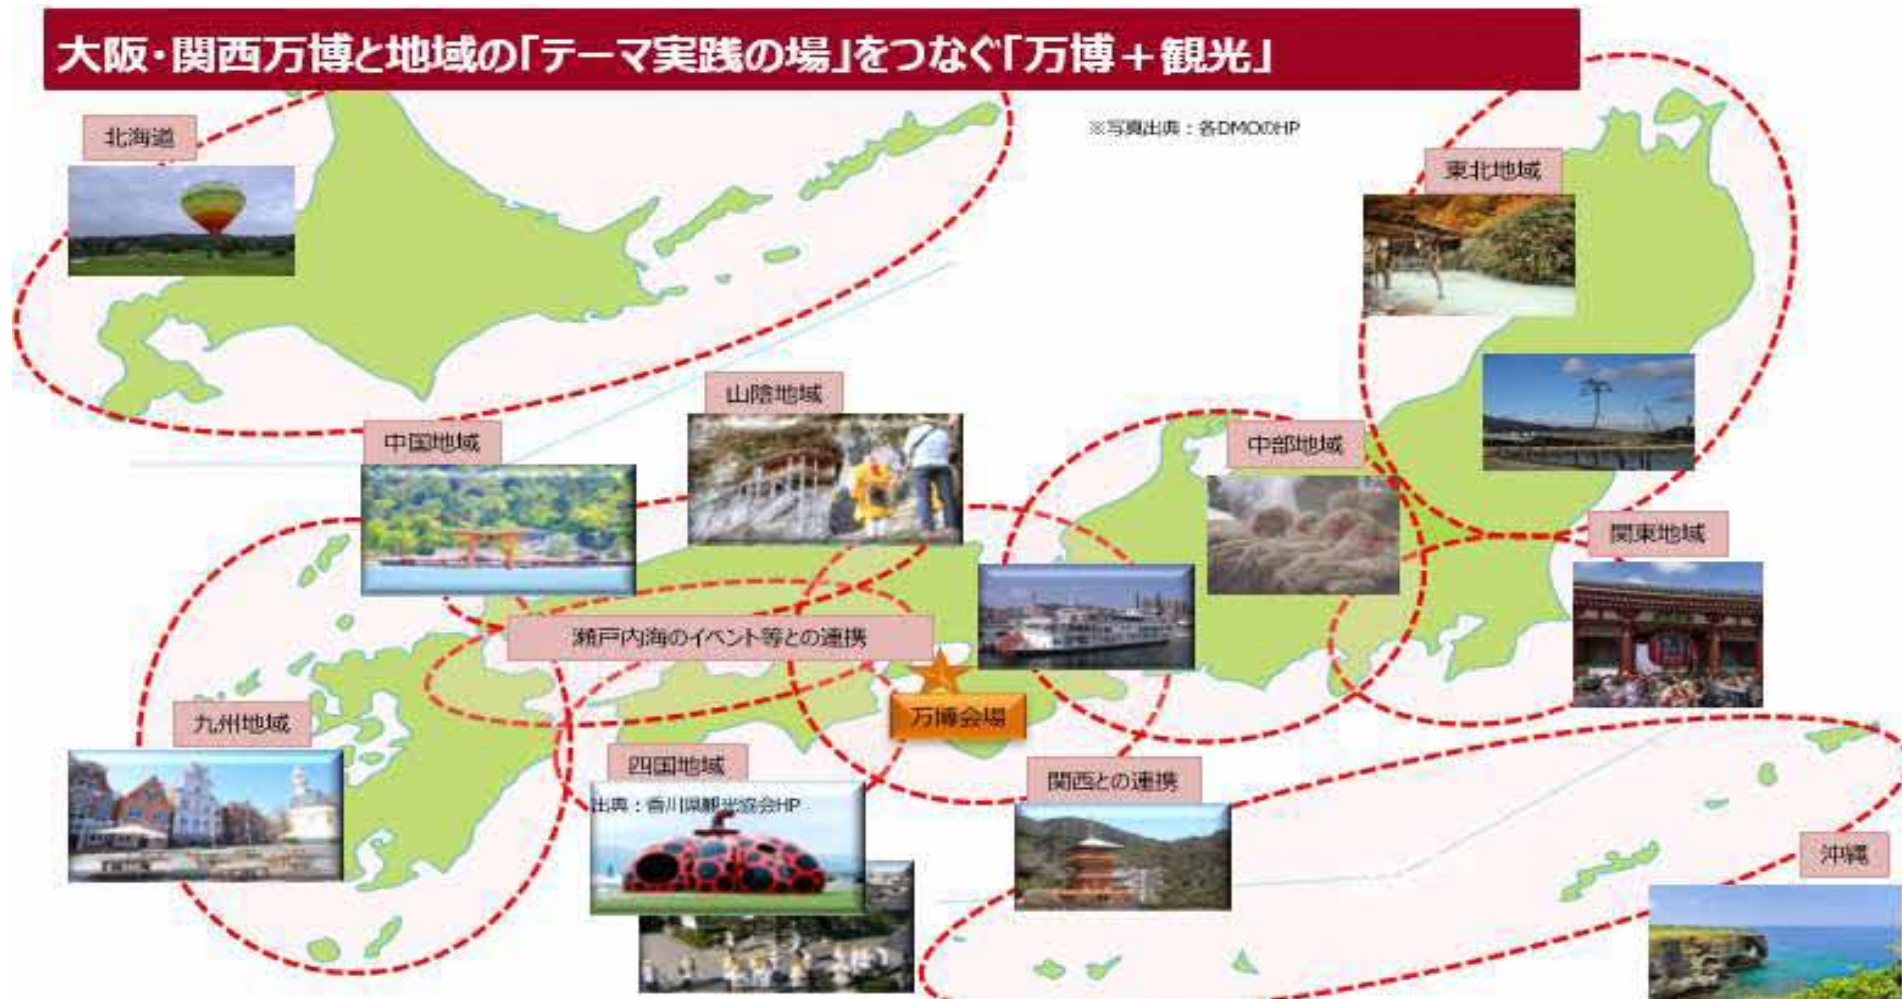 大阪・関西万博と地域の「テーマ実践の場」をつなぐ「万博＋観光」
※写真出典：各DMOのHP
北海道
東北地域
山陰地域
中国地域
中部地域
関東地域
瀬戸内海のイベント等との連携
万博会場
九州地域
四国地域
出典：香川県観光協会HP
関西との連携
沖縄